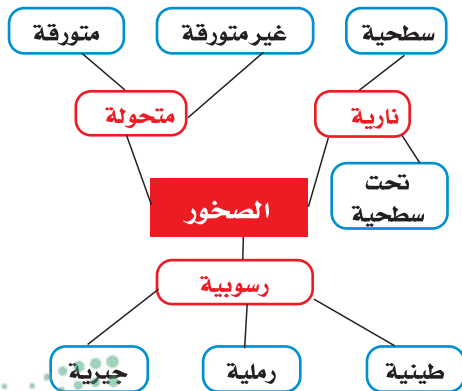 سطحية
غير متورقة
متورقة
نارية
متحولة
تحت
سطحية
الصخور
رسوبية
طينية
رملية
جيرية